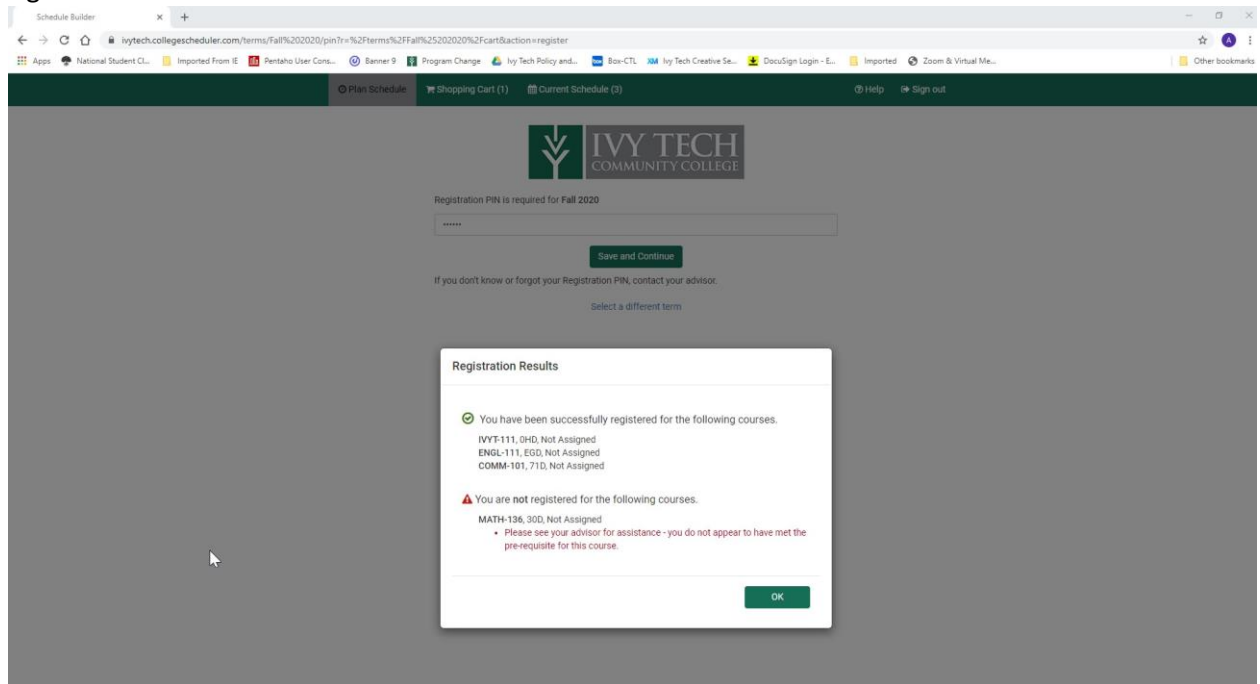 Schedule Builder
ivytech.collegescheduler.com/terms/Fall%202020/pin?r=%2Fterms%2FFall%25202020%2Fcart&action=register
A
Apps National Student Cl... Imported From IE Pentaho User Cons... Banner 9 Program Change Ivy Tech Policy and... Box-CTL Ivy Tech Creative Se... DocuSign Login - E... Imported Zoom & Virtual Me... Other bookmarks
Plan Schedule Shopping Cart (1) Current Schedule (3) Help Sign out
IVY TECH
COMMUNITY COLLEGE
Registration PIN is required for Fall 2020
Save and Continue
If you don't know or forgot your Registration PIN, contact your advisor.
Select a different term
Registration Results
You have been successfully registered for the following courses.
IVYT-111, 0HD, Not Assigned
ENGL-111, EGD, Not Assigned
COMM-101, 71D, Not Assigned
You are not registered for the following courses.
MATH-136, 30D, Not Assigned
• Please see your advisor for assistance - you do not appear to have met the
pre-requisite for this course.
OK